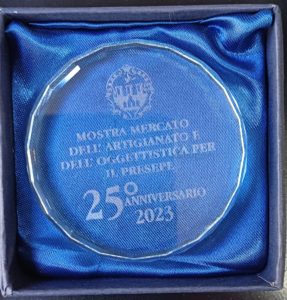 MOSTRA MERCATO
DELL'ARTIGIANATO E
DELL'OGGETTISTICA PER
IL PRESEPE
25° ANNIVERSARIO
2023